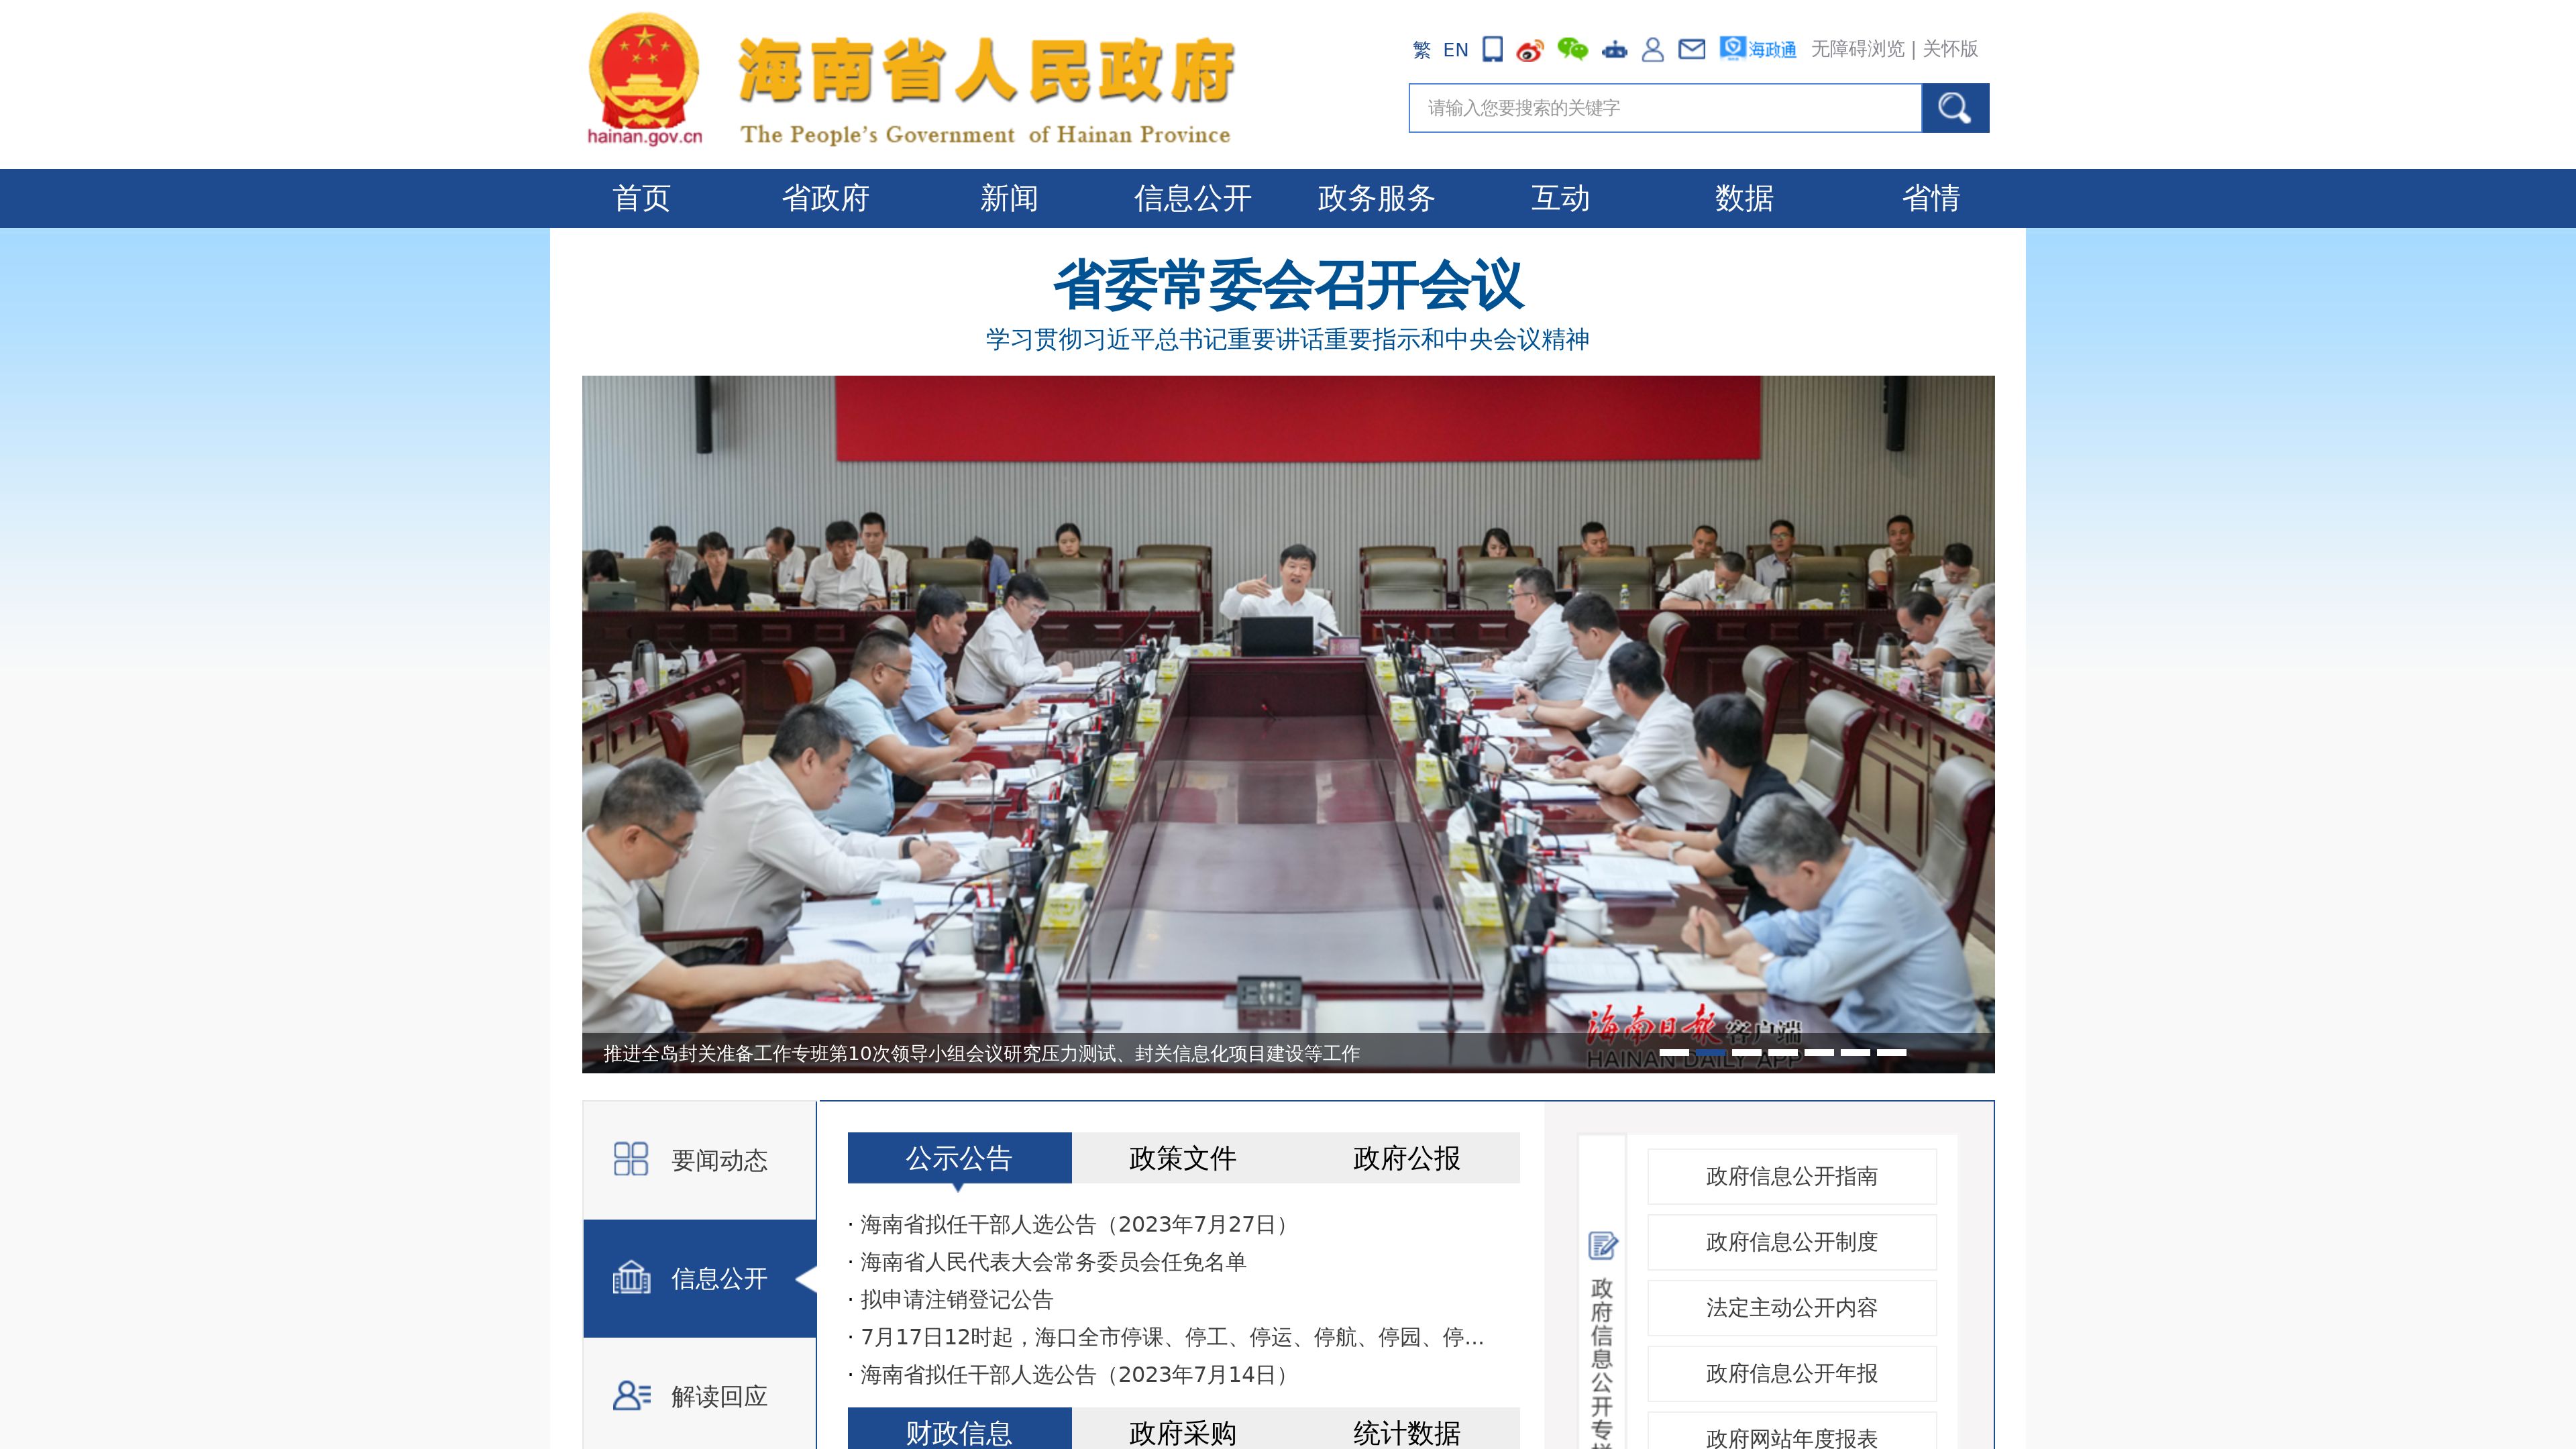 hainan.gov.cn
海南省人民政府
The People's Government of Hainan Province
繁 EN 海政通 无障碍浏览 | 关怀版
请输入您要搜索的关键字
首页 省政府 新闻 信息公开 政务服务 互动 数据 省情
省委常委会召开会议
学习贯彻习近平总书记重要讲话重要指示和中央会议精神
海南日报 客户端
HAINAN DAILY APP
推进全岛封关准备工作专班第10次领导小组会议研究压力测试、封关信息化项目建设等工作
要闻动态
信息公开
解读回应
公示公告 政策文件 政府公报
· 海南省拟任干部人选公告（2023年7月27日）
· 海南省人民代表大会常务委员会任免名单
· 拟申请注销登记公告
· 7月17日12时起，海口全市停课、停工、停运、停航、停园、停...
· 海南省拟任干部人选公告（2023年7月14日）
财政信息 政府采购 统计数据
政府信息公开专栏
政府信息公开指南
政府信息公开制度
法定主动公开内容
政府信息公开年报
政府网站年度报表